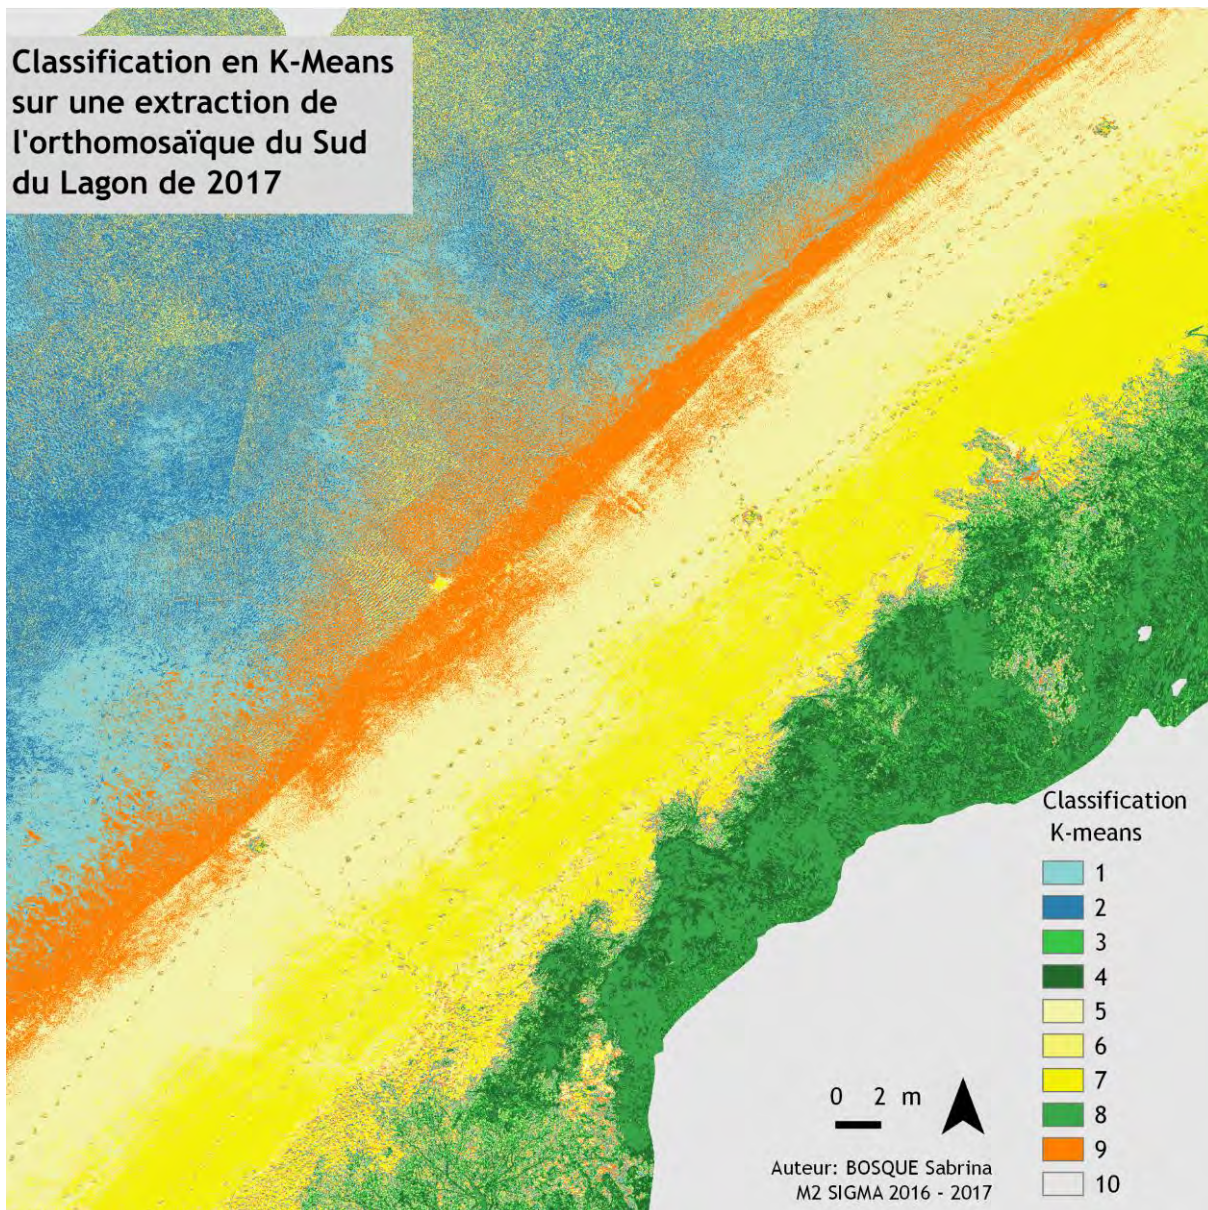 Classification en K-Means
sur une extraction de
l'orthomosaïque du Sud
du Lagon de 2017
Classification
K-means
1
2
3
4
5
6
7
8
9
10
0 2 m
Auteur: BOSQUE Sabrina
M2 SIGMA 2016 - 2017